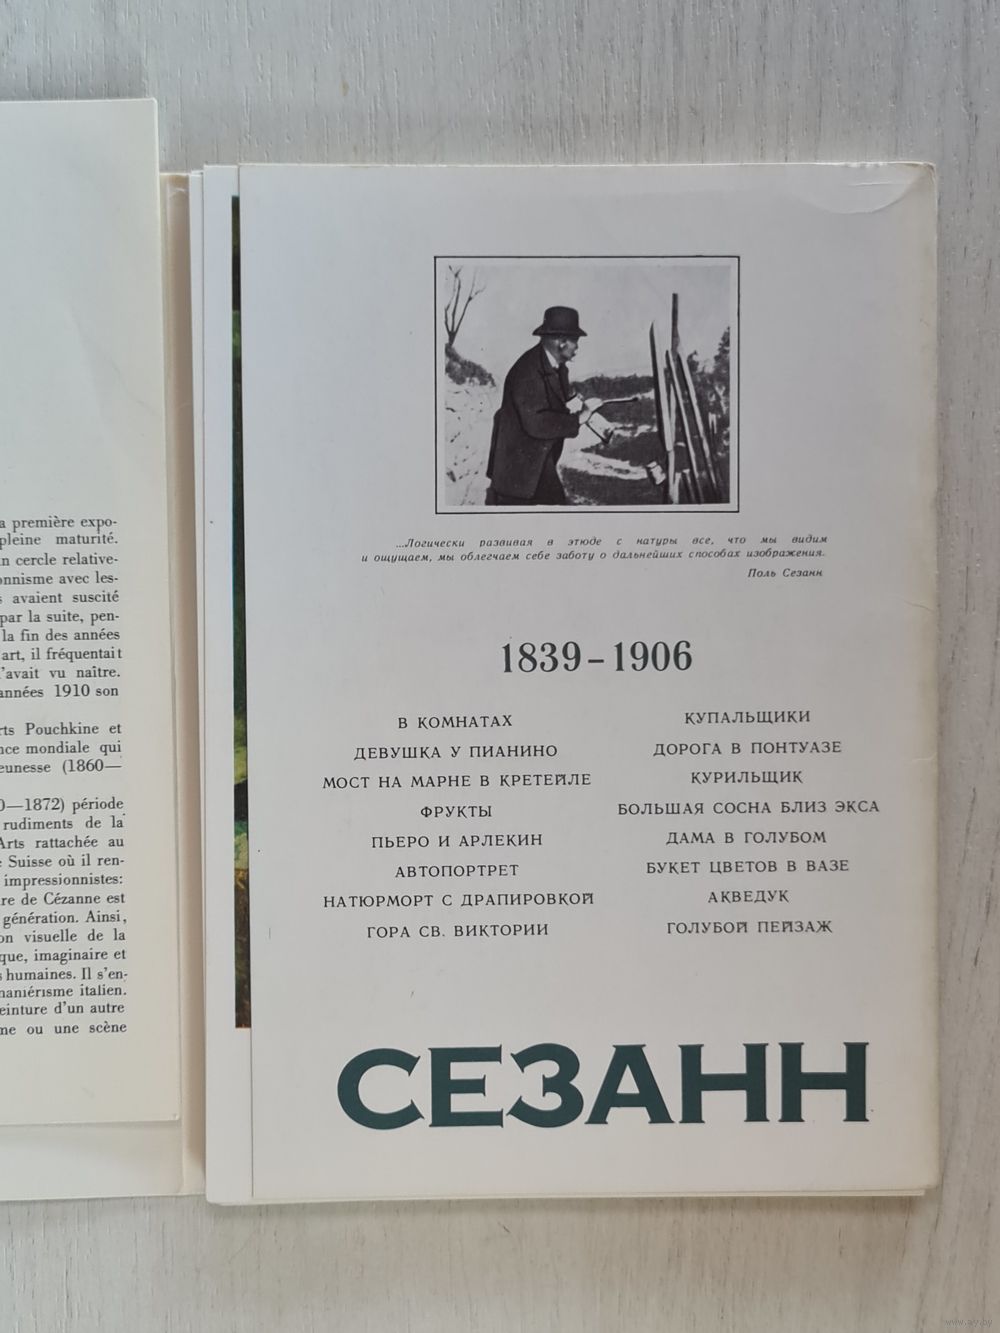 a première expo-
pleine maturité.
n cercle relative-
onnisme avec les-
s avaient suscité
par la suite, pen-
la fin des années
art, il fréquentait
'avait vu naître.
années 1910 son
rts Pouchkine et
nce mondiale qui
eunesse (1860—
0—1872) période
rudiments de la
Arts rattachée au
e Suisse où il ren-
impressionnistes:
re de Cézanne est
génération. Ainsi,
on visuelle de la
que, imaginaire et
s humaines. Il s'en-
maniérisme italien.
einture d'un autre
me ou une scène
...Логически развивая в этюде с натуры все, что мы видим
и ощущаем, мы облегчаем себе заботу о дальнейших способах изображения.
Поль Сезанн
1839-1906
В КОМНАТАХ
ДЕВУШКА У ПИАНИНО
МОСТ НА МАРНЕ В КРЕТЕЙЛЕ
ФРУКТЫ
ПЬЕРО И АРЛЕКИН
АВТОПОРТРЕТ
НАТЮРМОРТ С ДРАПИРОВКОЙ
ГОРА СВ. ВИКТОРИИ
КУПАЛЬЩИКИ
ДОРОГА В ПОНТУАЗЕ
КУРИЛЬЩИК
БОЛЬШАЯ СОСНА БЛИЗ ЭКСА
ДАМА В ГОЛУБОМ
БУКЕТ ЦВЕТОВ В ВАЗЕ
АКВЕДУК
ГОЛУБОЙ ПЕЙЗАЖ
СЕЗАНН
www.ay.by